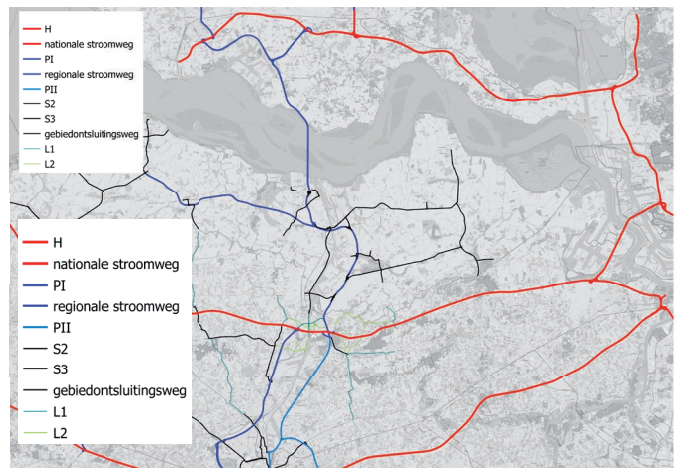 H
nationale stroomweg
PI
regionale stroomweg
PII
S2
S3
gebiedontsluitingsweg
L1
L2
H
nationale stroomweg
PI
regionale stroomweg
PII
S2
S3
gebiedontsluitingsweg
L1
L2